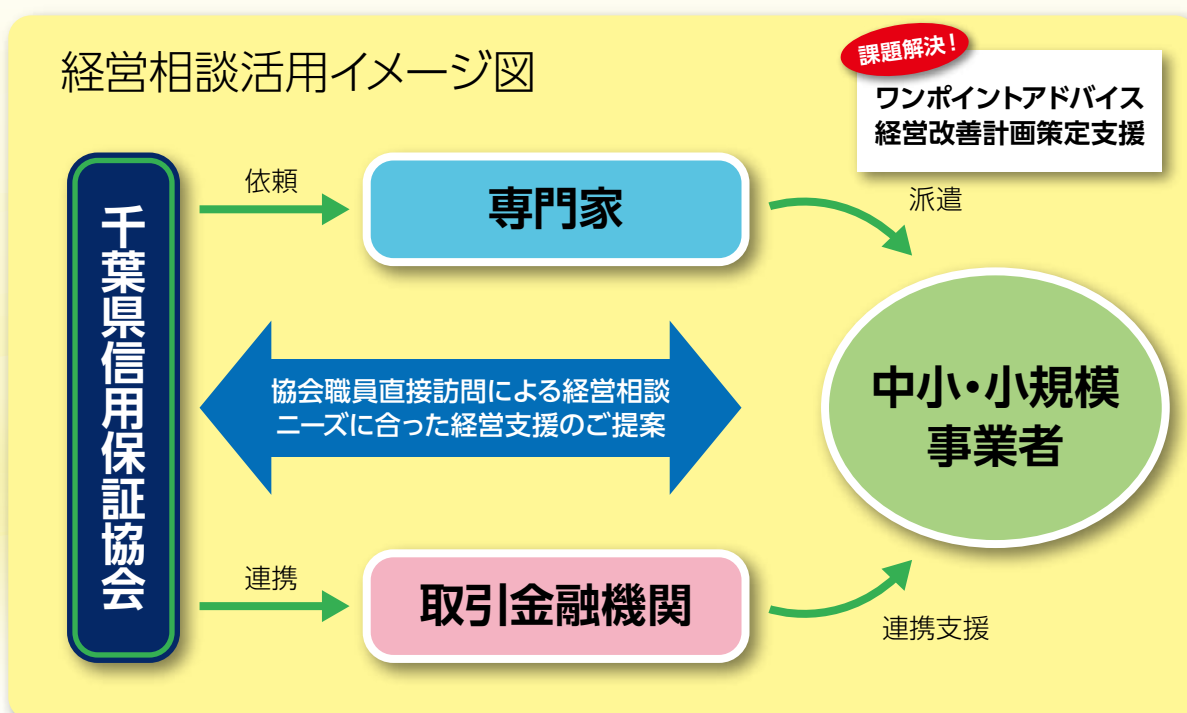 経営相談活用イメージ図
課題解決!
ワンポイントアドバイス
経営改善計画策定支援
千葉県信用保証協会
依頼
専門家
派遣
協会職員直接訪問による経営相談
ニーズに合った経営支援のご提案
中小・小規模
事業者
連携
取引金融機関
連携支援